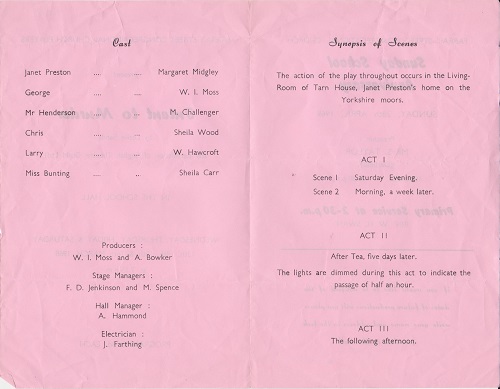 Cast
Janet Preston .... .... Margaret Midgley
George .... .. W. I. Moss
Mr Henderson .... .. M. Challenger
Chris .... .. Sheila Wood
Larry .... .. W. Hawcroft
Miss Bunting .... .. Sheila Carr
Producers :
W. I. Moss and A. Bowker
Stage Managers :
F. D. Jenkinson and M. Spence
Hall Manager :
A. Hammond
Electrician :
J. Farthing
Synopsis of Scenes
The action of the play throughout occurs in the Living-
Room of Tarn House, Janet Preston's home on the
Yorkshire moors.
ACT I
Scene 1 Saturday Evening.
Scene 2 Morning, a week later.
ACT II
After Tea, five days later.
The lights are dimmed during this act to indicate the
passage of half an hour.
ACT III
The following afternoon.